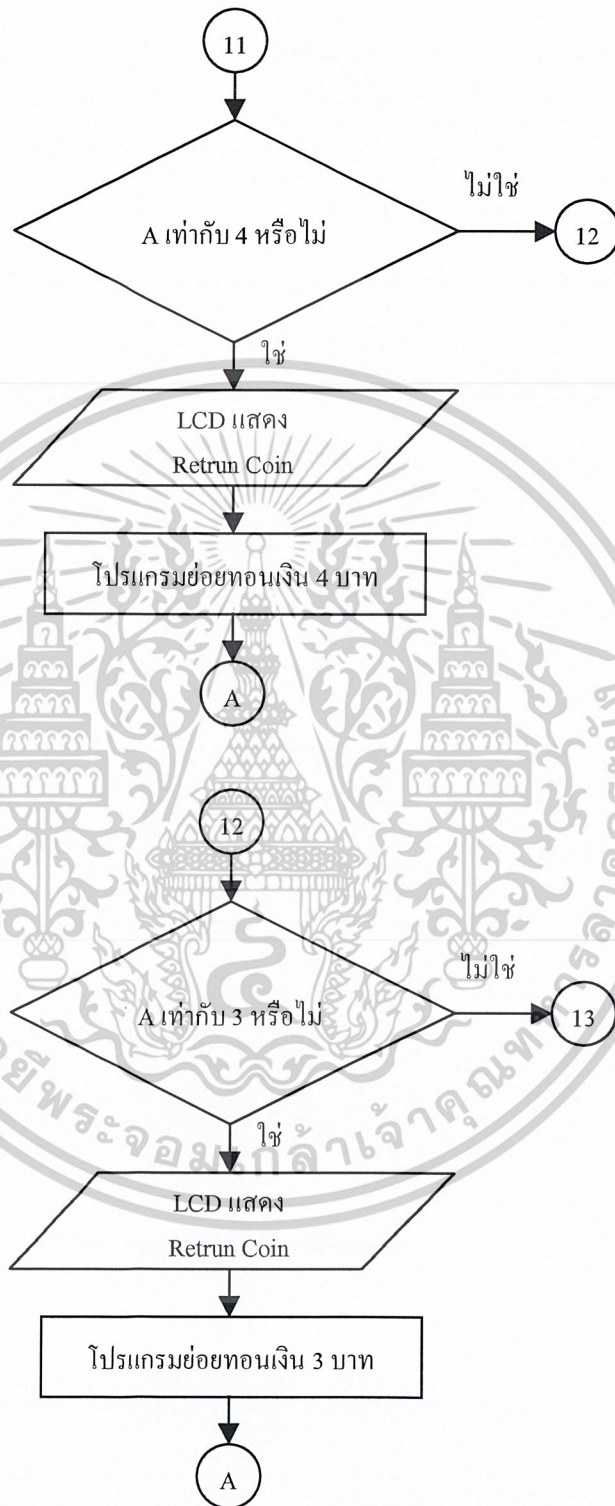 11
ไม่ใช่
A เท่ากับ 4 หรือไม่
12
ใช่
LCD แสดง
Retrun Coin
โปรแกรมย่อยทอนเงิน 4 บาท
A
12
ไม่ใช่
A เท่ากับ 3 หรือไม่
13
ใช่
LCD แสดง
Retrun Coin
โปรแกรมย่อยทอนเงิน 3 บาท
A